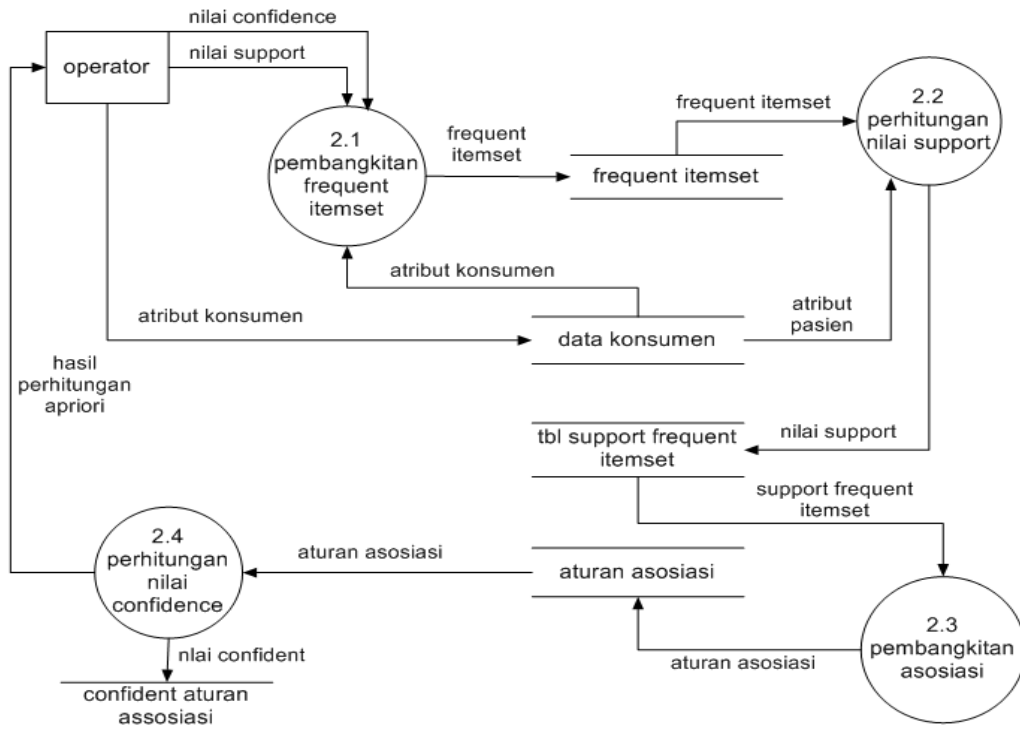 nilai confidence
nilai support
operator
2.1
pembangkitan
frequent
itemset
frequent
itemset
frequent itemset
frequent itemset
2.2
perhitungan
nilai support
atribut konsumen
atribut konsumen
data konsumen
atribut
pasien
hasil
perhitungan
apriori
tbl support frequent
itemset
nilai support
support frequent
itemset
2.4
perhitungan
nilai
confidence
aturan asosiasi
aturan asosiasi
2.3
pembangkitan
asosiasi
aturan asosiasi
nlai confident
confident aturan
assosiasi